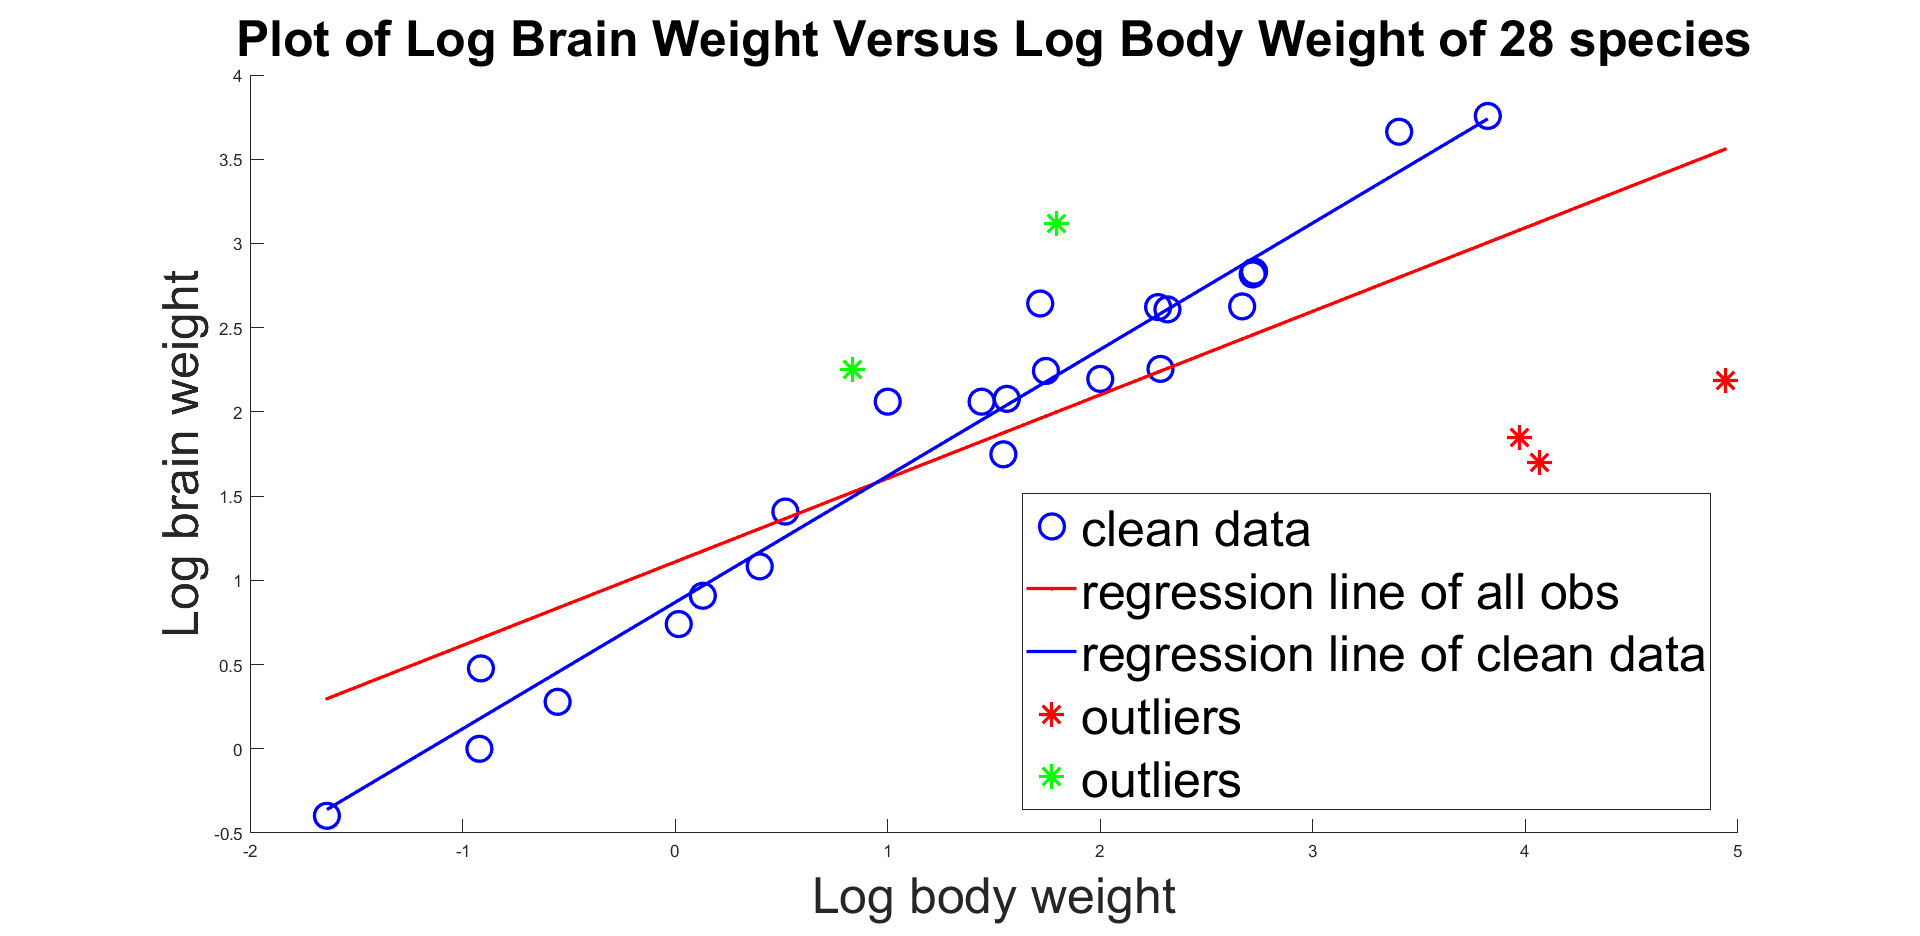 Plot of Log Brain Weight Versus Log Body Weight of 28 species
4
3.5
3
2.5
2
1.5
1
0.5
0
-0.5
Log brain weight
clean data
regression line of all obs
regression line of clean data
outliers
outliers
-2 -1 0 1 2 3 4 5
Log body weight